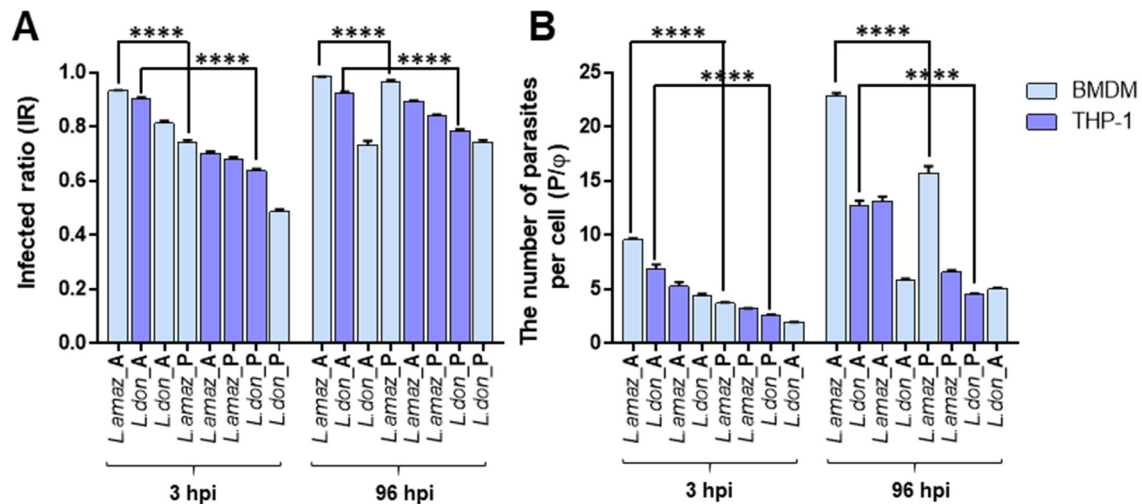 A
Infected ratio (IR)
1.0
0.8
0.6
0.4
0.2
0.0
****
****
****
****
L.amaz_A
L.don_A
L.don_A
L.amaz_P
L.amaz_A
L.amaz_P
L.don_P
L.don_P
L.amaz_A
L.don_A
L.don_A
L.amaz_P
L.amaz_A
L.amaz_P
L.don_P
L.don_P
3 hpi
96 hpi
B
The number of parasites
per cell (P/φ)
25
20
15
10
5
0
****
****
****
****
L.amaz_A
L.don_A
L.amaz_A
L.don_A
L.amaz_P
L.amaz_P
L.don_P
L.don_A
L.amaz_A
L.don_A
L.amaz_A
L.don_A
L.amaz_P
L.amaz_P
L.don_P
L.don_A
3 hpi
96 hpi
BMDM
THP-1